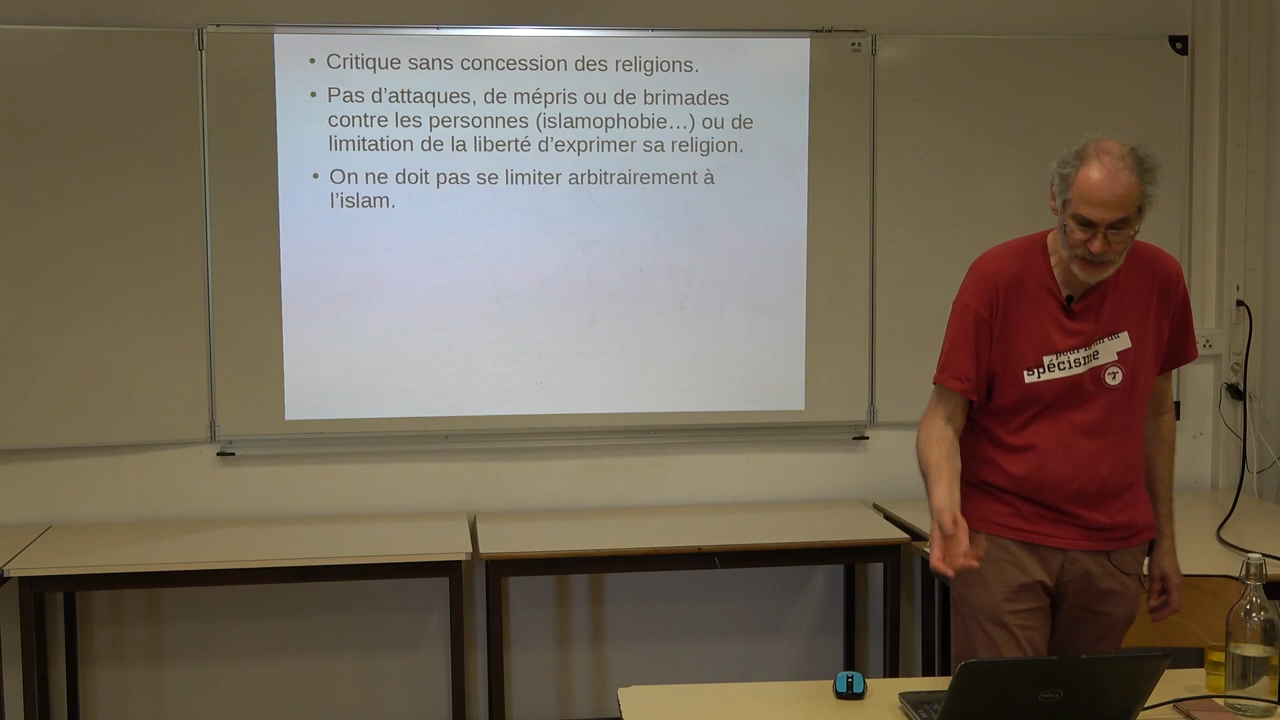 • Critique sans concession des religions.
• Pas d’attaques, de mépris ou de brimades
contre les personnes (islamophobie…) ou de
limitation de la liberté d’exprimer sa religion.
• On ne doit pas se limiter arbitrairement à
l’islam.
spécisme
DELL